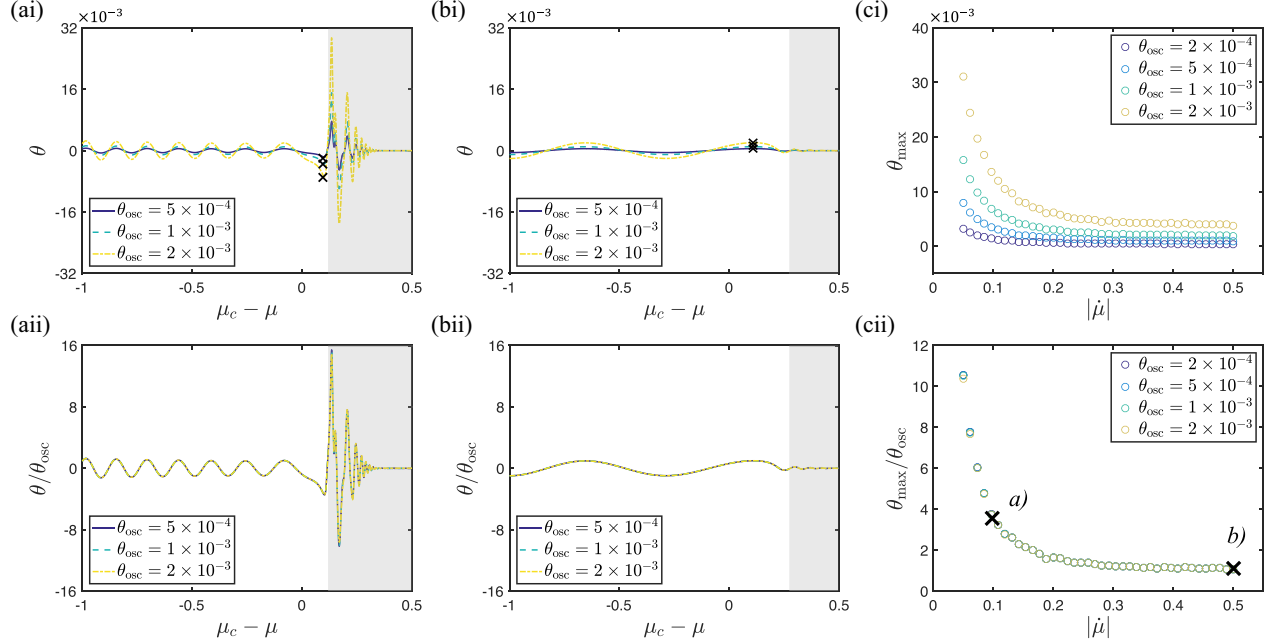 (ai)
×10⁻³
32
16
0
-16
-32
θ
θosc = 5 × 10⁻⁴
θosc = 1 × 10⁻³
θosc = 2 × 10⁻³
-1
-0.5
0
0.5
μc − μ
(bi)
×10⁻³
32
16
0
-16
-32
θ
θosc = 5 × 10⁻⁴
θosc = 1 × 10⁻³
θosc = 2 × 10⁻³
-1
-0.5
0
0.5
μc − μ
(ci)
×10⁻³
40
30
20
10
0
θmax
θosc = 2 × 10⁻⁴
θosc = 5 × 10⁻⁴
θosc = 1 × 10⁻³
θosc = 2 × 10⁻³
0
0.1
0.2
0.3
0.4
0.5
|μ̇|
(aii)
16
8
0
-8
-16
θ/θosc
θosc = 5 × 10⁻⁴
θosc = 1 × 10⁻³
θosc = 2 × 10⁻³
-1
-0.5
0
0.5
μc − μ
(bii)
16
8
0
-8
-16
θ/θosc
θosc = 5 × 10⁻⁴
θosc = 1 × 10⁻³
θosc = 2 × 10⁻³
-1
-0.5
0
0.5
μc − μ
(cii)
12
10
8
6
4
2
0
θmax/θosc
θosc = 2 × 10⁻⁴
θosc = 5 × 10⁻⁴
θosc = 1 × 10⁻³
θosc = 2 × 10⁻³
a)
b)
0
0.1
0.2
0.3
0.4
0.5
|μ̇|